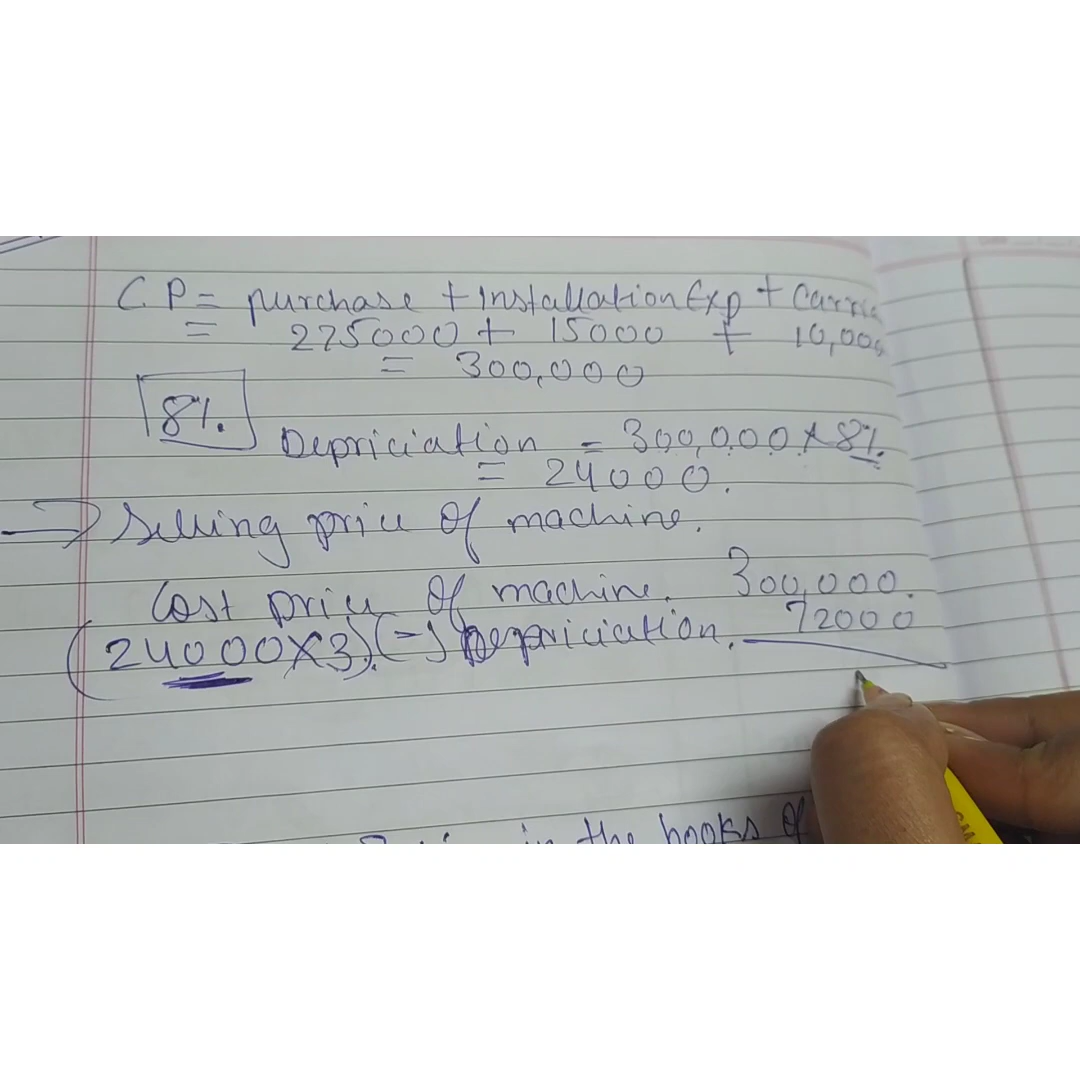 C.P = purchase + Installation Exp + Carria
= 275000 + 15000 + 10,000
= 300,000
8%.
Depriciation = 300,000 × 8%.
= 24000.
⇒ Selling price of machine.
Cost price of machine. 300,000.
(24000×3). (-) Depriciation. 72000
in the books of